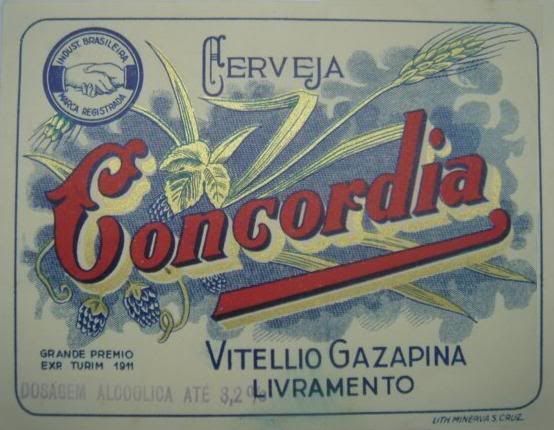 INDUST. BRASILEIRA
MARCA REGISTRADA
CERVEJA
Concordia
GRANDE PREMIO
EXP. TURIM 1911
VITELLIO GAZAPINA
LIVRAMENTO
DOSAGEM ALCOOLICA ATÉ 3,2%
LITH. MINERVA S. CRUZ